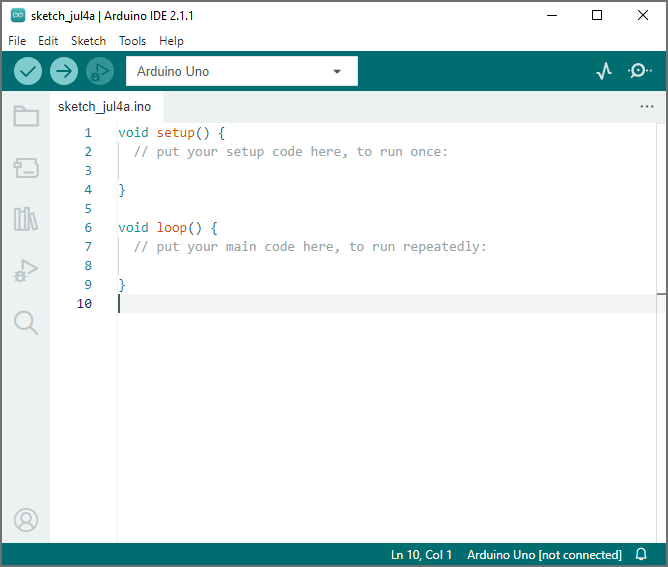 sketch_jul4a | Arduino IDE 2.1.1
File Edit Sketch Tools Help
Arduino Uno
sketch_jul4a.ino
1 void setup() {
2 // put your setup code here, to run once:
3
4 }
5
6 void loop() {
7 // put your main code here, to run repeatedly:
8
9 }
10
Ln 10, Col 1 Arduino Uno [not connected]